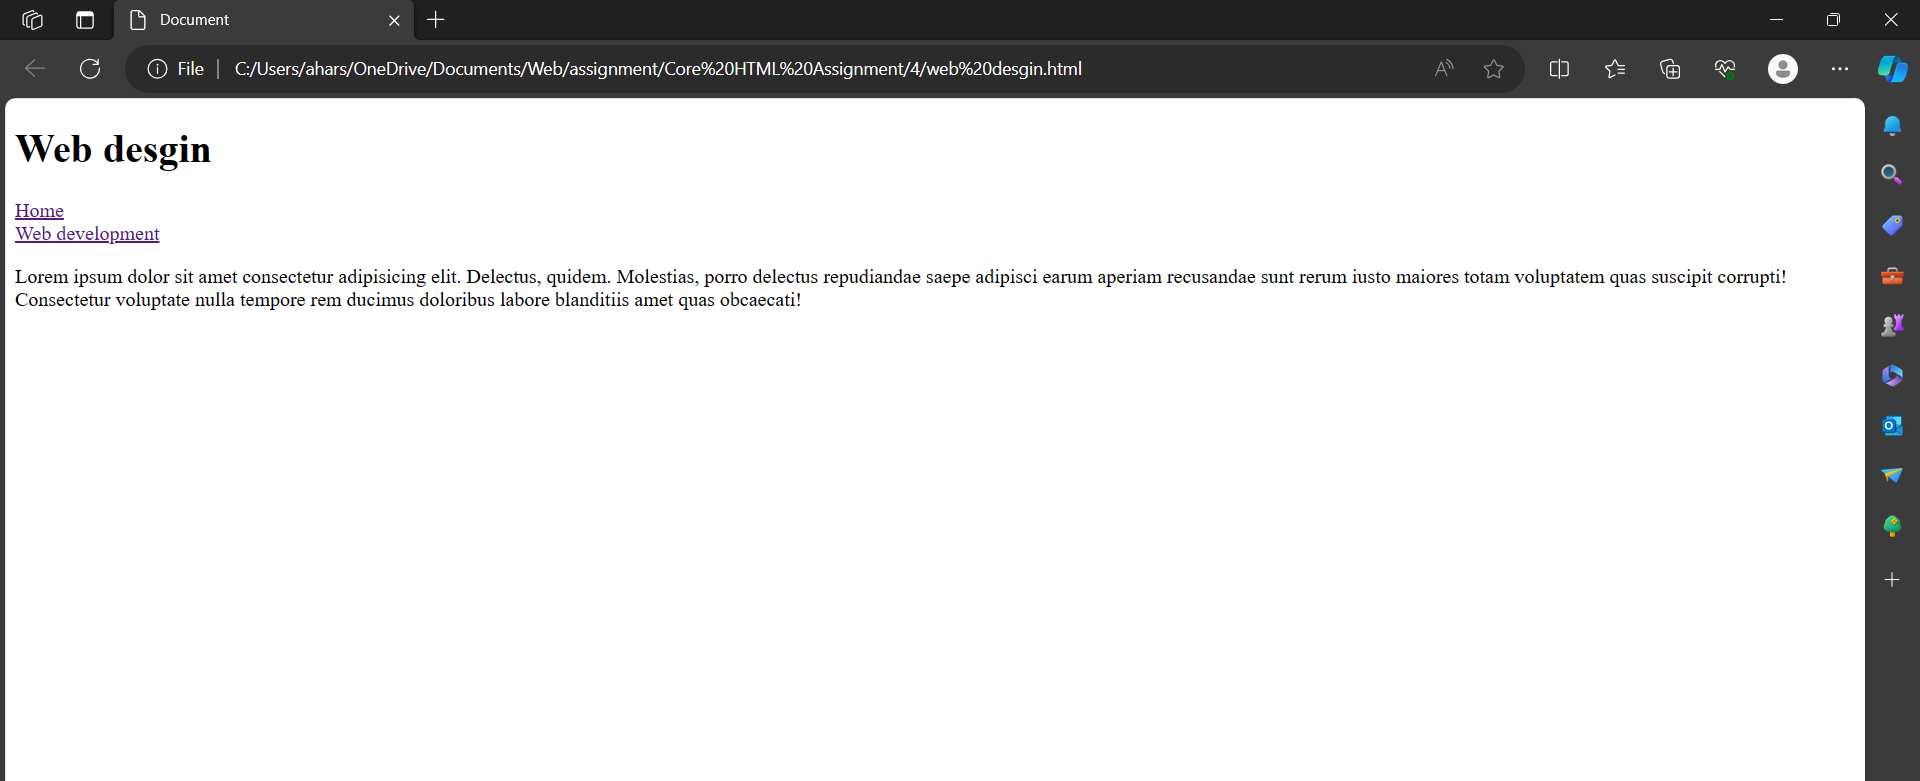 Document
File
C:/Users/ahars/OneDrive/Documents/Web/assignment/Core%20HTML%20Assignment/4/web%20desgin.html
Web desgin
Home
Web development
Lorem ipsum dolor sit amet consectetur adipisicing elit. Delectus, quidem. Molestias, porro delectus repudiandae saepe adipisci earum aperiam recusandae sunt rerum iusto maiores totam voluptatem quas suscipit corrupti!
Consectetur voluptate nulla tempore rem ducimus doloribus labore blanditiis amet quas obcaecati!